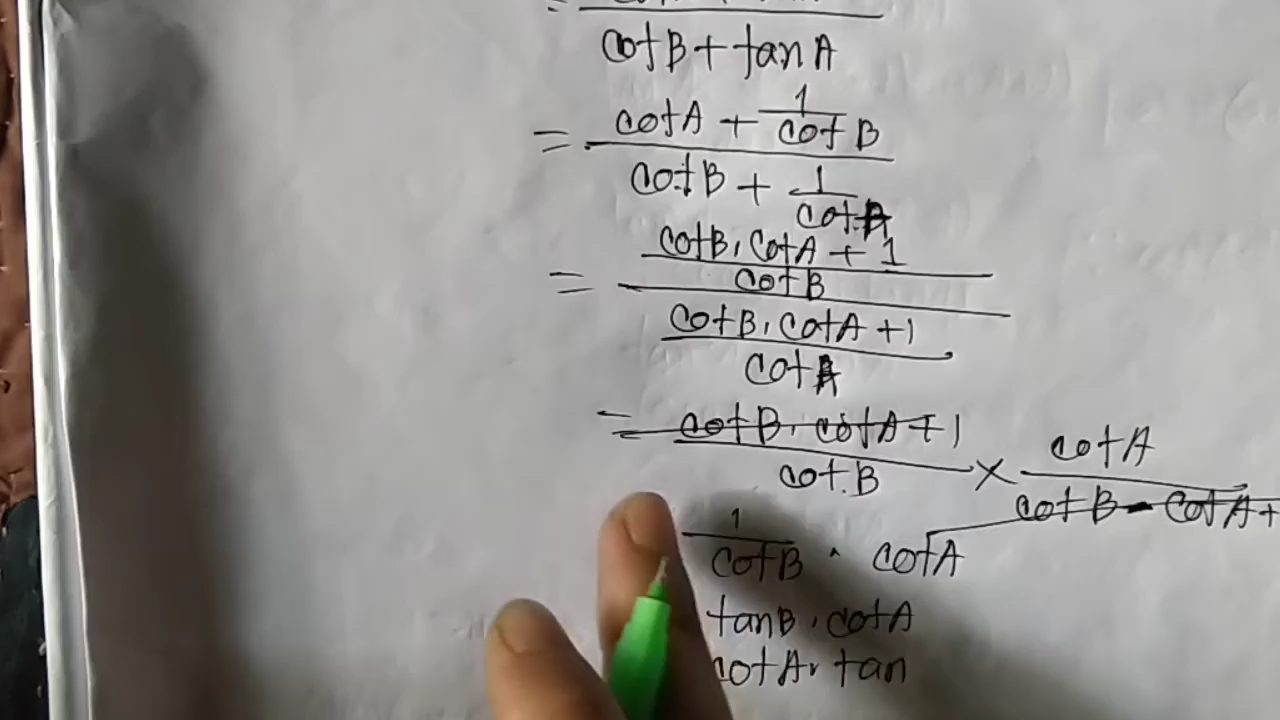 cotB + tanA
= cotA + 1/cotB
cotB + 1/cotA
= cotB. cotA + 1
cotB
cotB. cotA + 1
cotA
= cotB. cotA + 1 × cotA
cot.B cotB - cotA+
1/cotB . cotA
tanB . cotA
cotA. tan